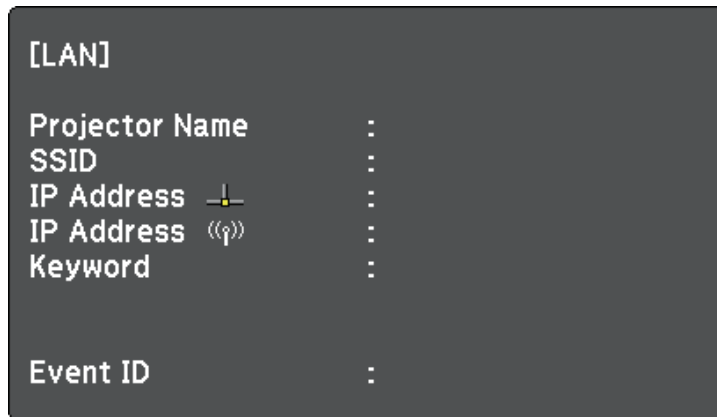 [LAN]
Projector Name :
SSID :
IP Address :
IP Address :
Keyword :
Event ID :